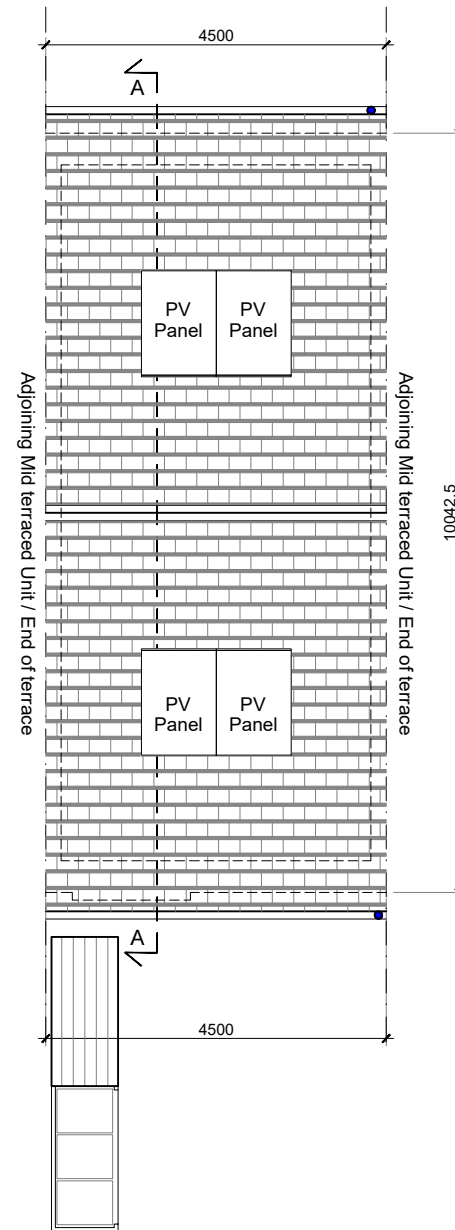 4500
A
PV
Panel
PV
Panel
Adjoining Mid terraced Unit / End of terrace
Adjoining Mid terraced Unit / End of terrace
10042.5
PV
Panel
PV
Panel
A
4500